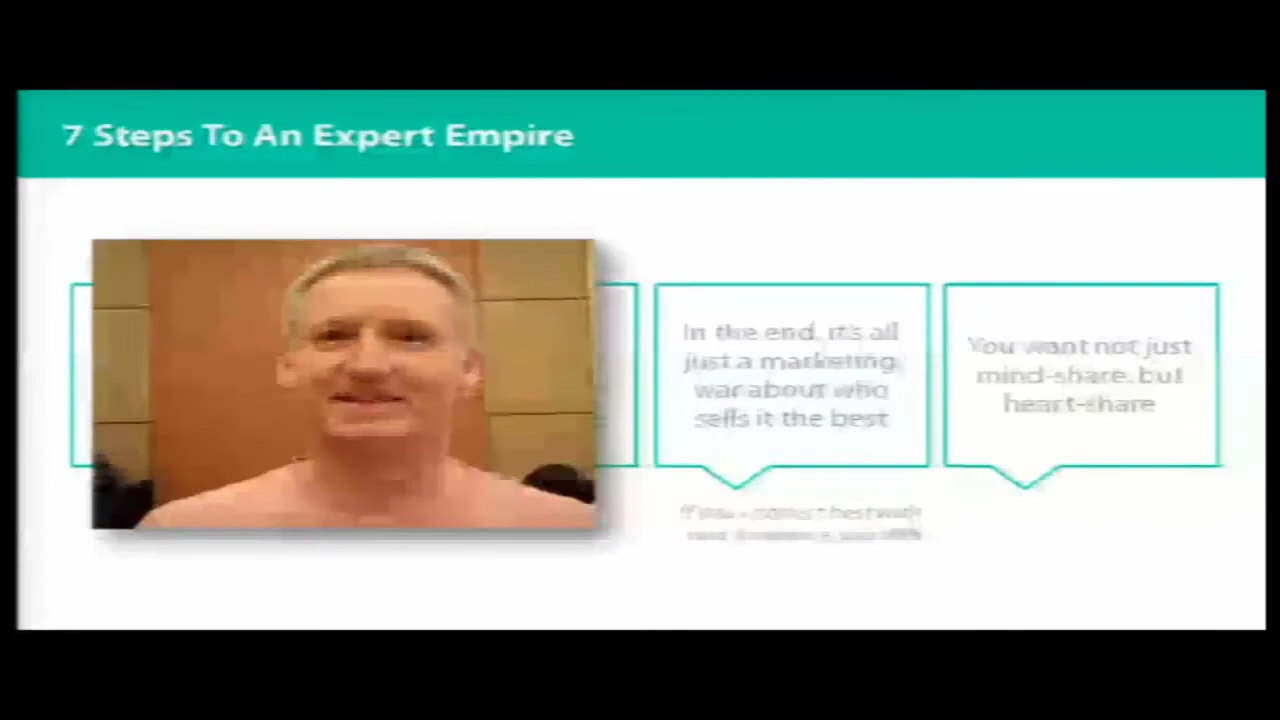 7 Steps To An Expert Empire
In the end, it's all
just a marketing
war about who
sells it the best
You want not just
mind-share, but
heart-share